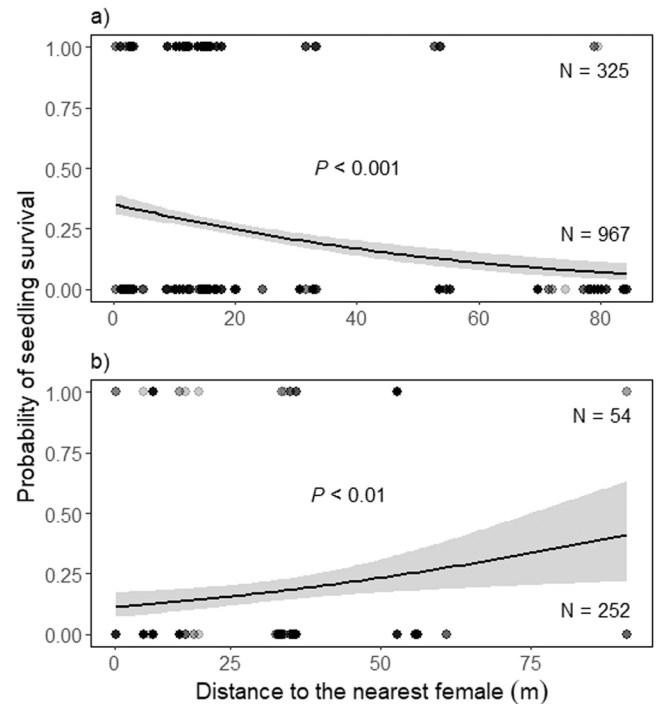 a)
1.00
N = 325
0.75
P < 0.001
0.50
0.25
N = 967
0.00
0 20 40 60 80
b)
1.00
N = 54
0.75
P < 0.01
0.50
0.25
N = 252
0.00
0 25 50 75
Distance to the nearest female (m)
Probability of seedling survival